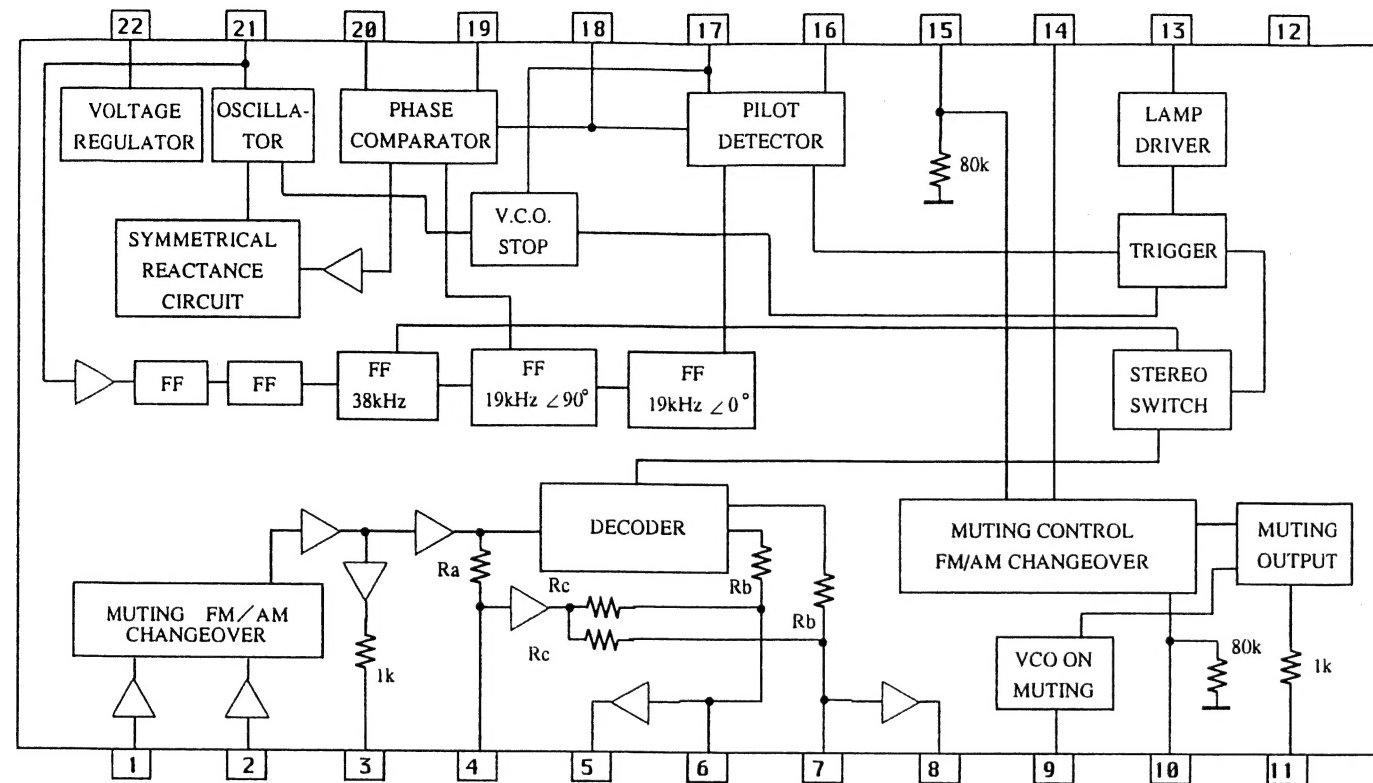 22 21 20 19 18 17 16 15 14 13 12
VOLTAGE
REGULATOR
OSCILLA-
TOR
PHASE
COMPARATOR
PILOT
DETECTOR
80k
LAMP
DRIVER
V.C.O.
STOP
SYMMETRICAL
REACTANCE
CIRCUIT
TRIGGER
FF
FF
FF
38kHz
FF
19kHz ∠90°
FF
19kHz ∠0°
STEREO
SWITCH
DECODER
MUTING CONTROL
FM/AM CHANGEOVER
MUTING
OUTPUT
Ra
Rc
Rb
Rb
Rc
MUTING FM/AM
CHANGEOVER
1k
VCO ON
MUTING
80k
1k
1 2 3 4 5 6 7 8 9 10 11